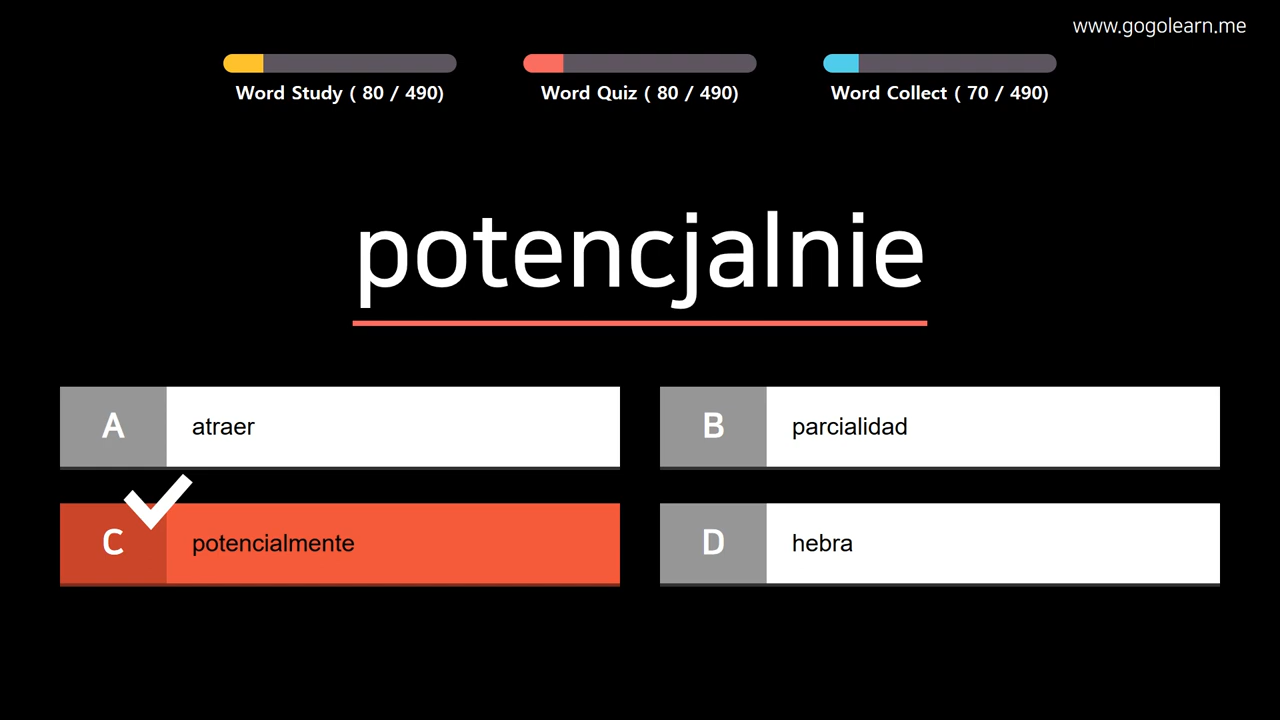 www.gogolearn.me
Word Study ( 80 / 490)
Word Quiz ( 80 / 490)
Word Collect ( 70 / 490)
potencjalnie
A
atraer
B
parcialidad
C
potencialmente
D
hebra